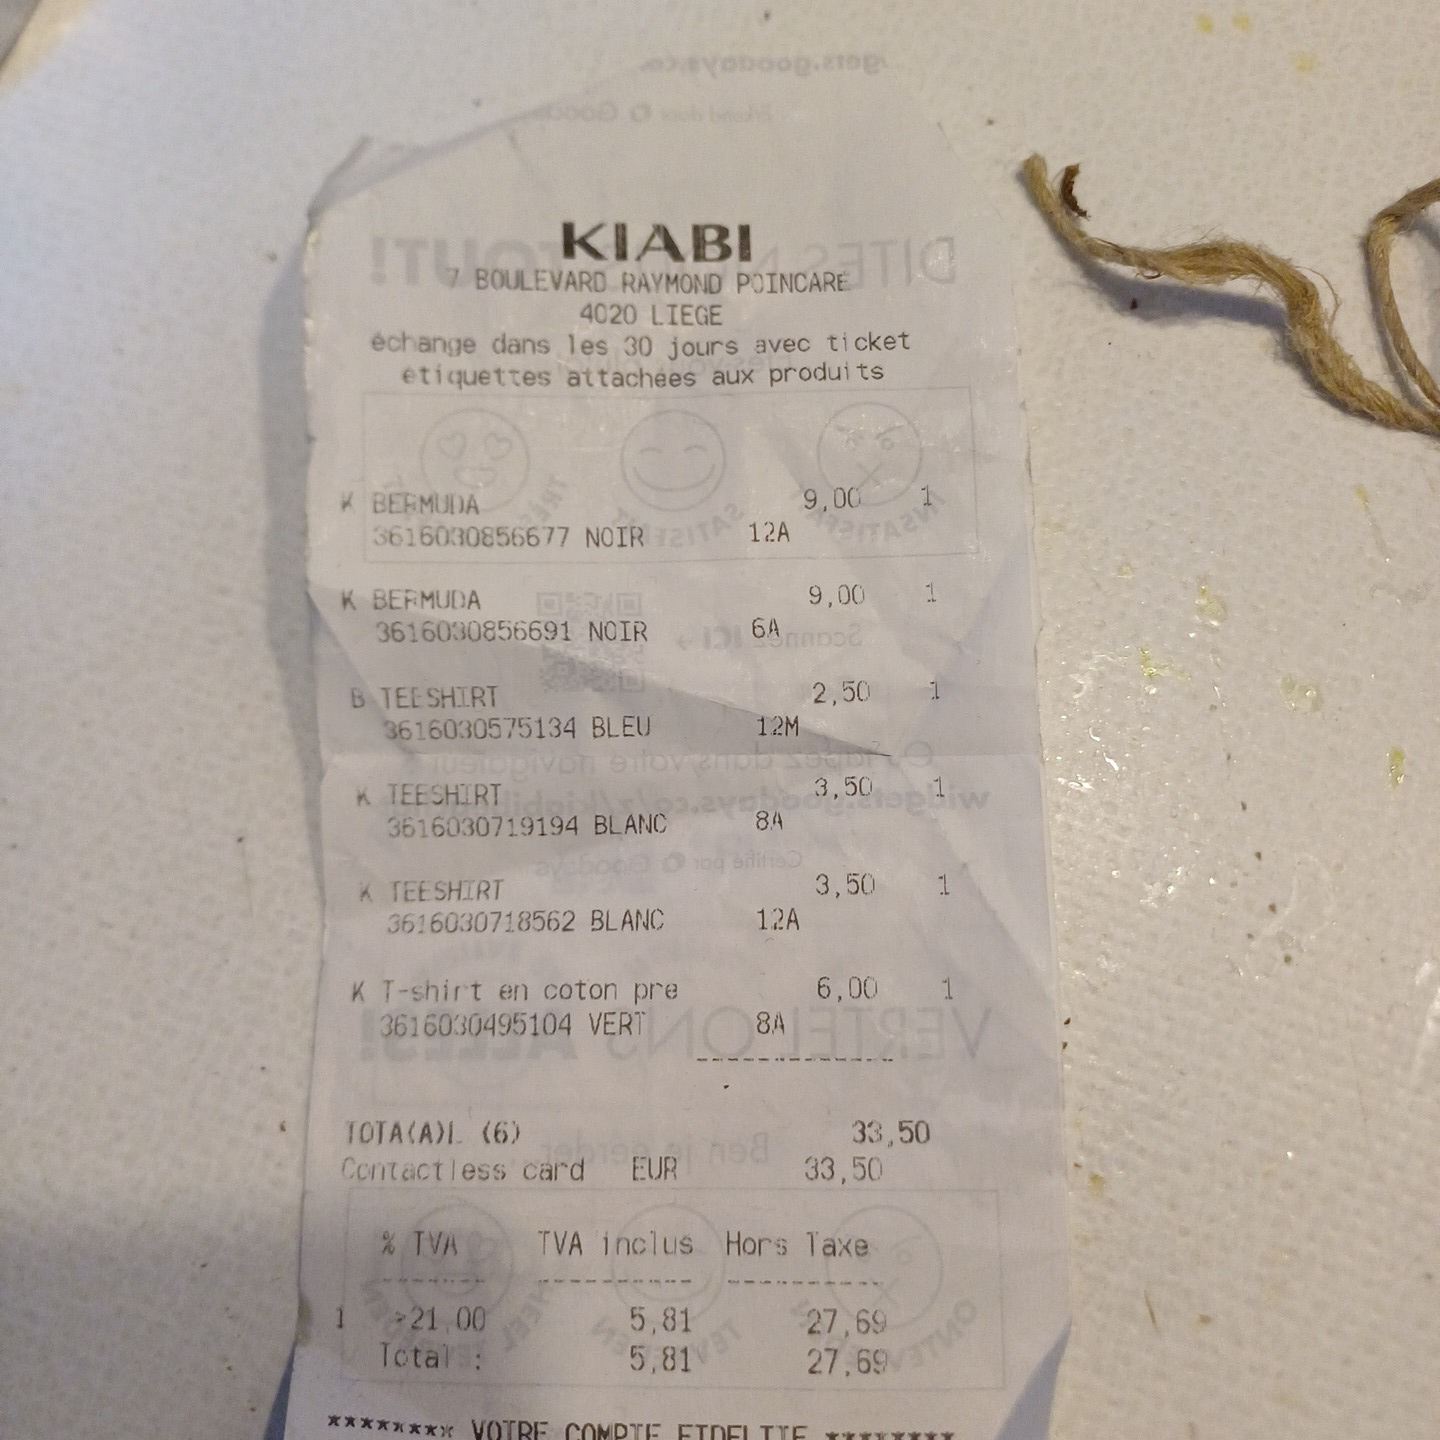 KIABI
7 BOULEVARD RAYMOND POINCARE
4020 LIEGE
échange dans les 30 jours avec ticket
étiquettes attachées aux produits
K BERMUDA 9,00 1
3616030856677 NOIR 12A
K BERMUDA 9,00 1
3616030856691 NOIR 6A
B TEESHIRT 2,50 1
3616030575134 BLEU 12M
K TEESHIRT 3,50 1
3616030719194 BLANC 8A
K TEESHIRT 3,50 1
3616030718562 BLANC 12A
K T-shirt en coton pre 6,00 1
3616030495104 VERT 8A
TOTA(A)L (6) 33,50
Contactless card EUR 33,50
% TVA TVA inclus Hors Taxe
1 >21,00 5,81 27,69
Total : 5,81 27,69
******** VOTRE COMPTE FIDELITE ********